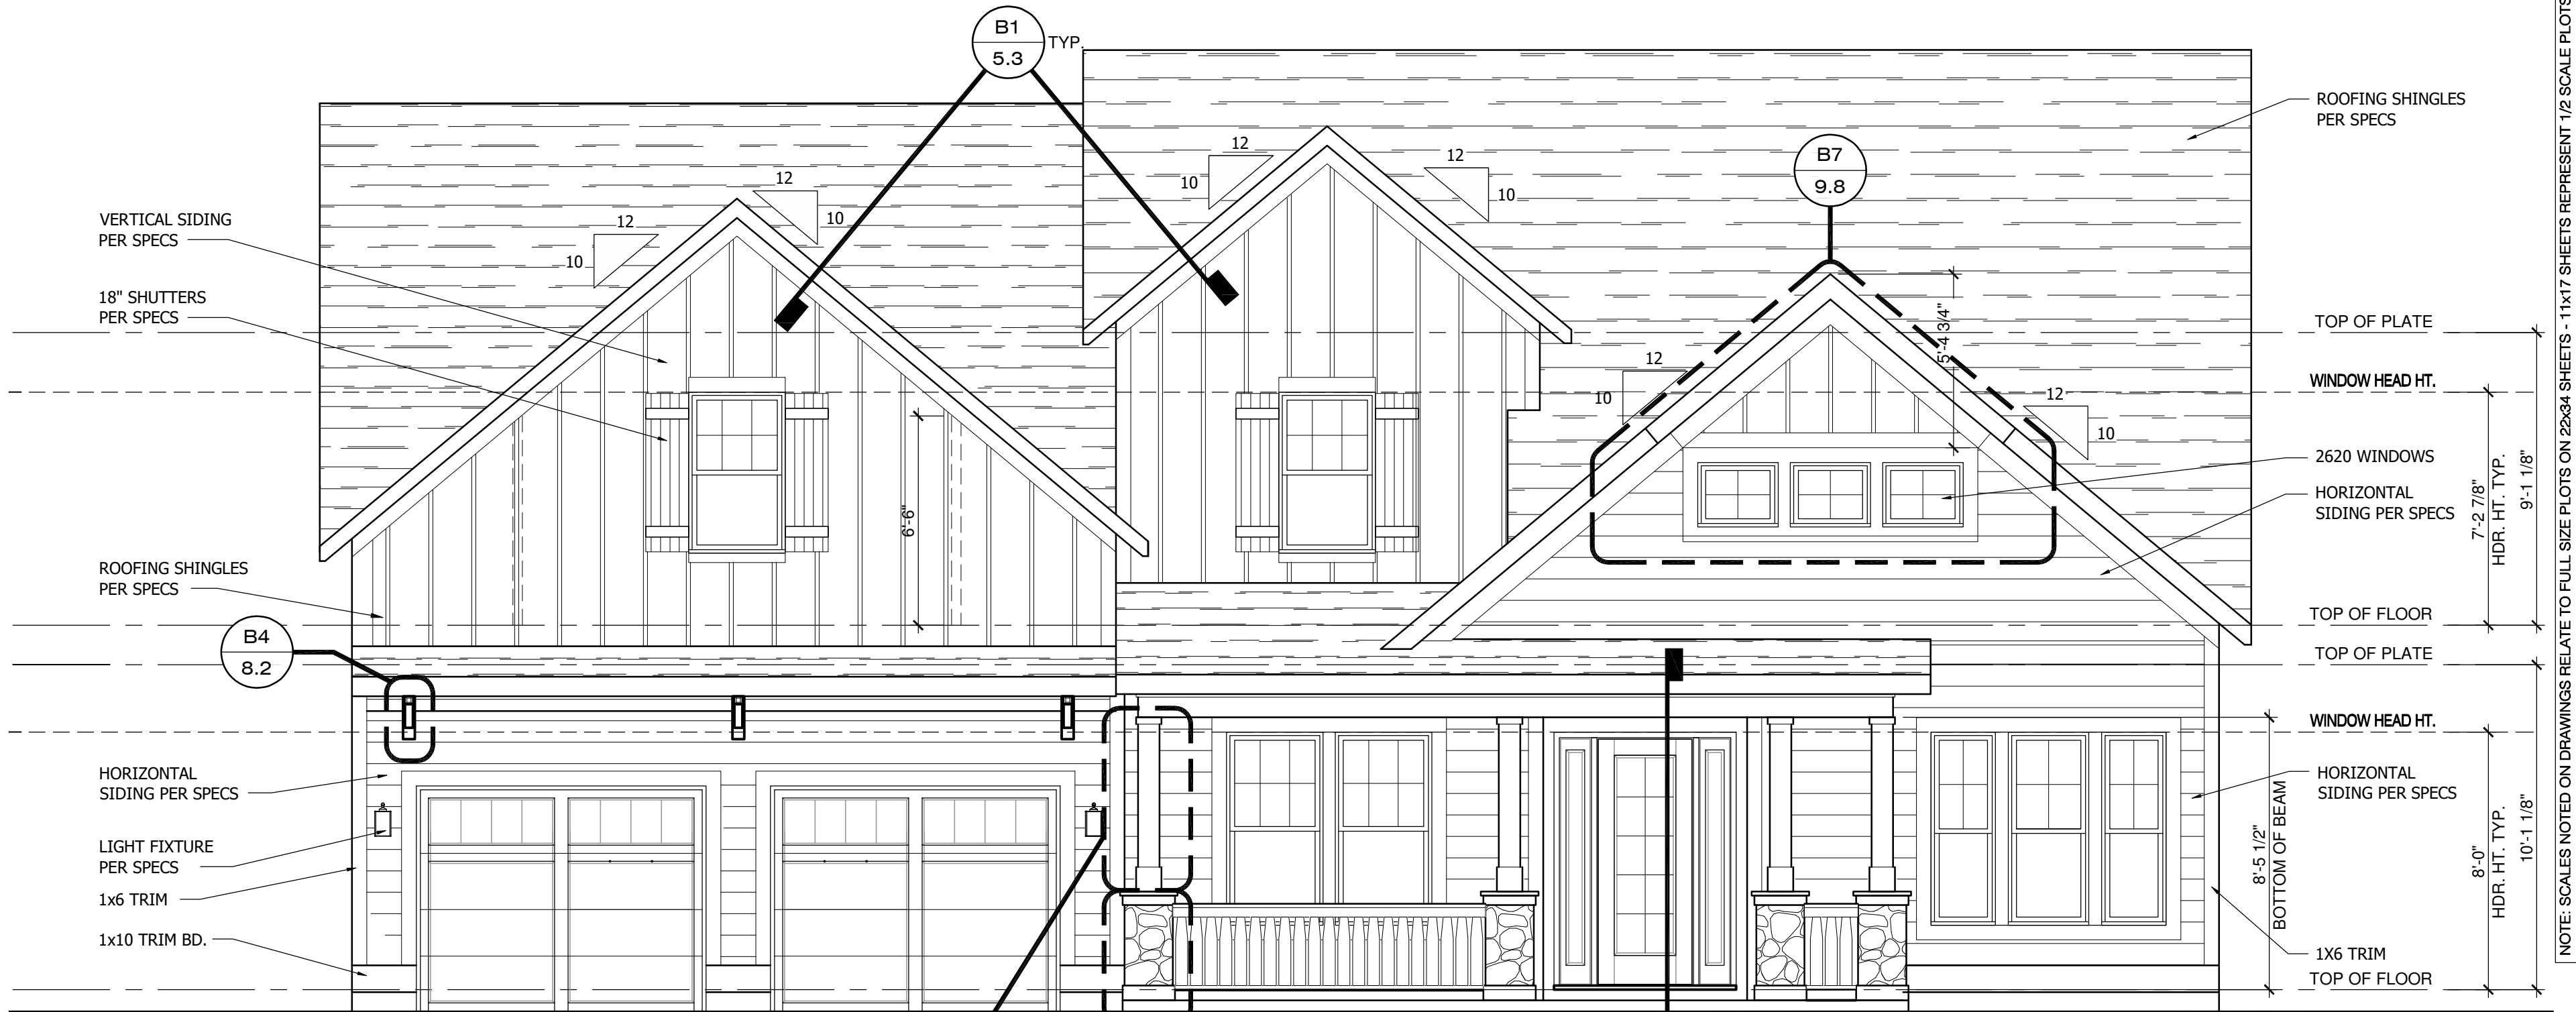 B1
5.3
TYP.
ROOFING SHINGLES
PER SPECS
12
10
12
10
12
10
12
10
B7
9.8
VERTICAL SIDING
PER SPECS
18" SHUTTERS
PER SPECS
5'-4 3/4"
TOP OF PLATE
WINDOW HEAD HT.
12
10
12
10
2620 WINDOWS
HORIZONTAL
SIDING PER SPECS
6'-6"
7'-2 7/8"
HDR. HT. TYP.
9'-1 1/8"
ROOFING SHINGLES
PER SPECS
B4
8.2
TOP OF FLOOR
TOP OF PLATE
WINDOW HEAD HT.
HORIZONTAL
SIDING PER SPECS
LIGHT FIXTURE
PER SPECS
1x6 TRIM
1x10 TRIM BD.
HORIZONTAL
SIDING PER SPECS
8'-5 1/2"
BOTTOM OF BEAM
8'-0"
HDR. HT. TYP.
10'-1 1/8"
1X6 TRIM
TOP OF FLOOR
NOTE: SCALES NOTED ON DRAWINGS RELATE TO FULL SIZE PLOTS ON 22x34 SHEETS - 11x17 SHEETS REPRESENT 1/2 SCALE PLOTS